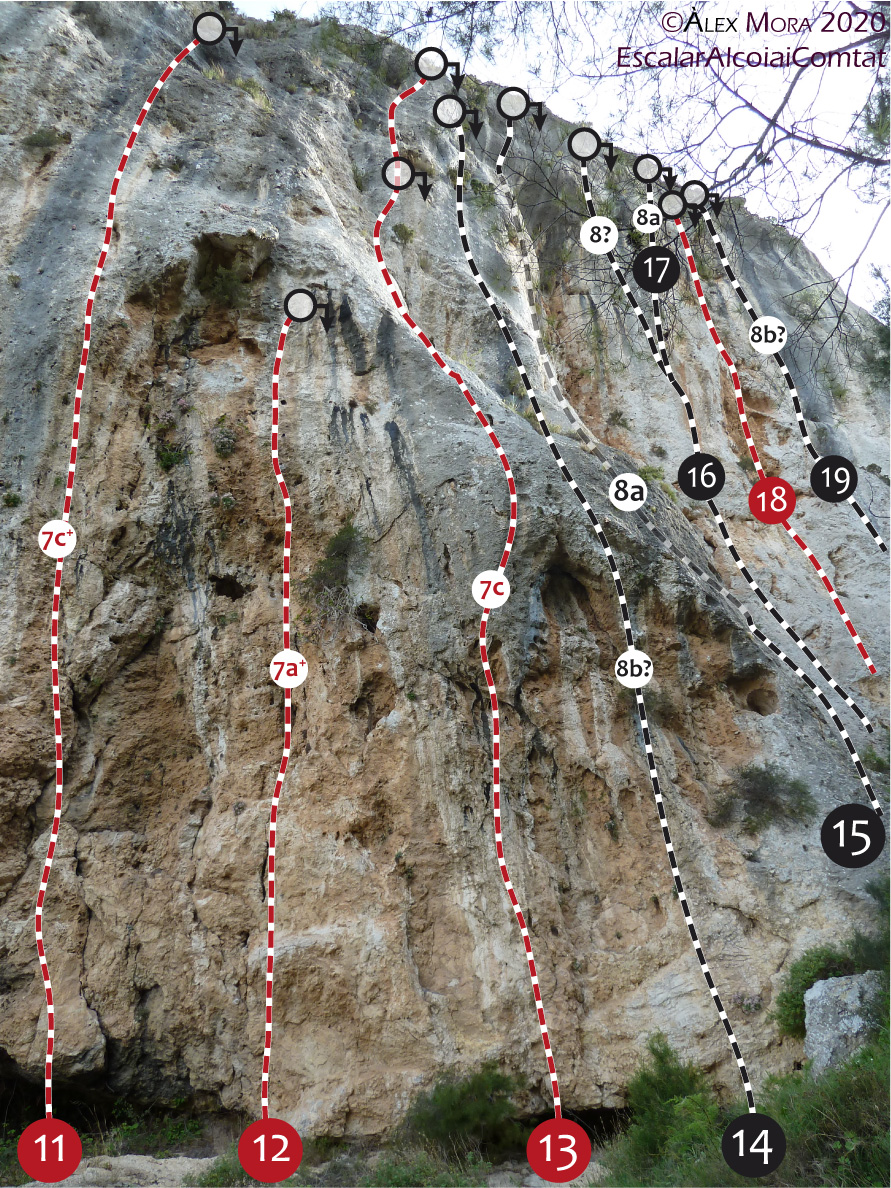 ©Àlex Mora 2020
EscalarAlcoiaiComtat
8a
8?
17
8b?
16
19
8a
18
7c+
7c
7a+
8b?
15
11
12
13
14